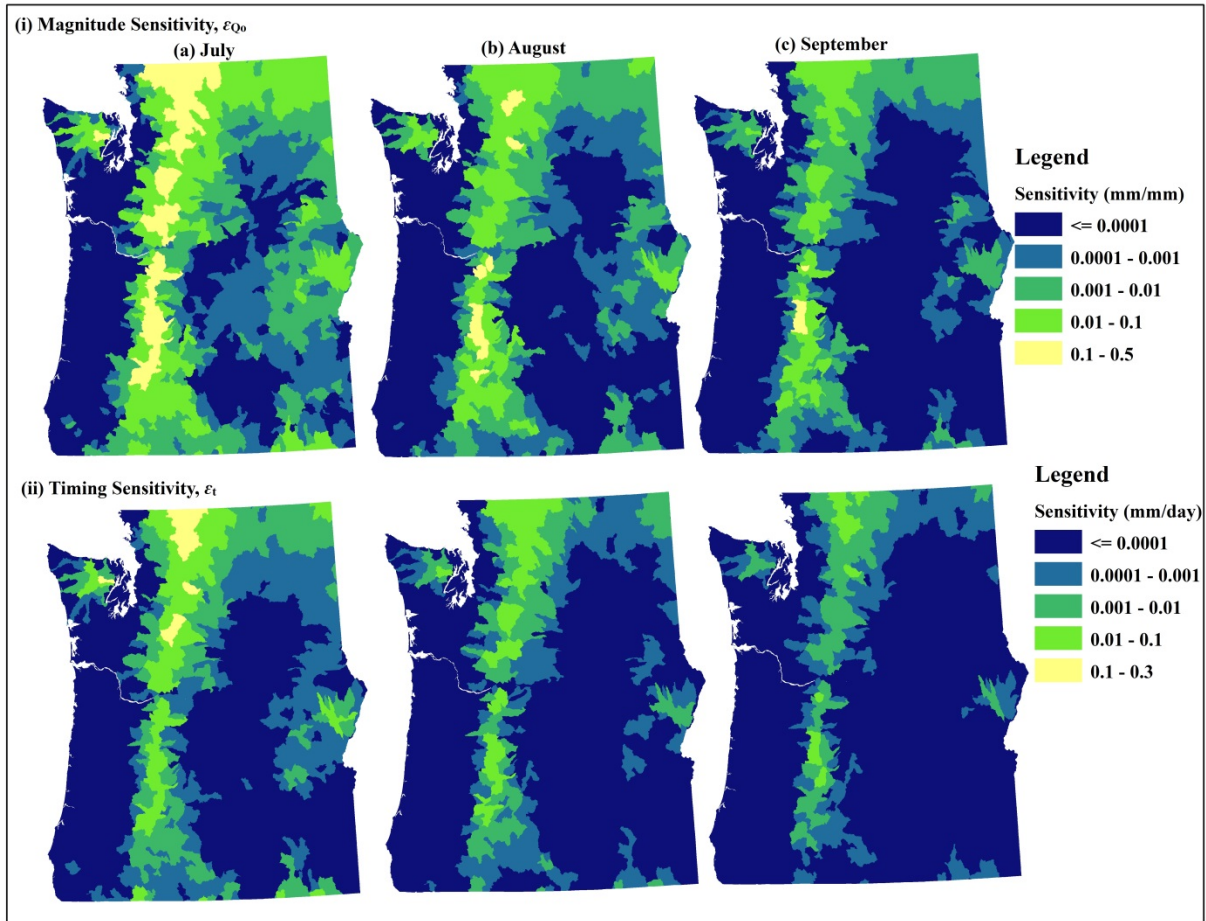 (i) Magnitude Sensitivity, εQ₀
(a) July
(b) August
(c) September
Legend
Sensitivity (mm/mm)
<= 0.0001
0.0001 - 0.001
0.001 - 0.01
0.01 - 0.1
0.1 - 0.5
(ii) Timing Sensitivity, εt
Legend
Sensitivity (mm/day)
<= 0.0001
0.0001 - 0.001
0.001 - 0.01
0.01 - 0.1
0.1 - 0.3